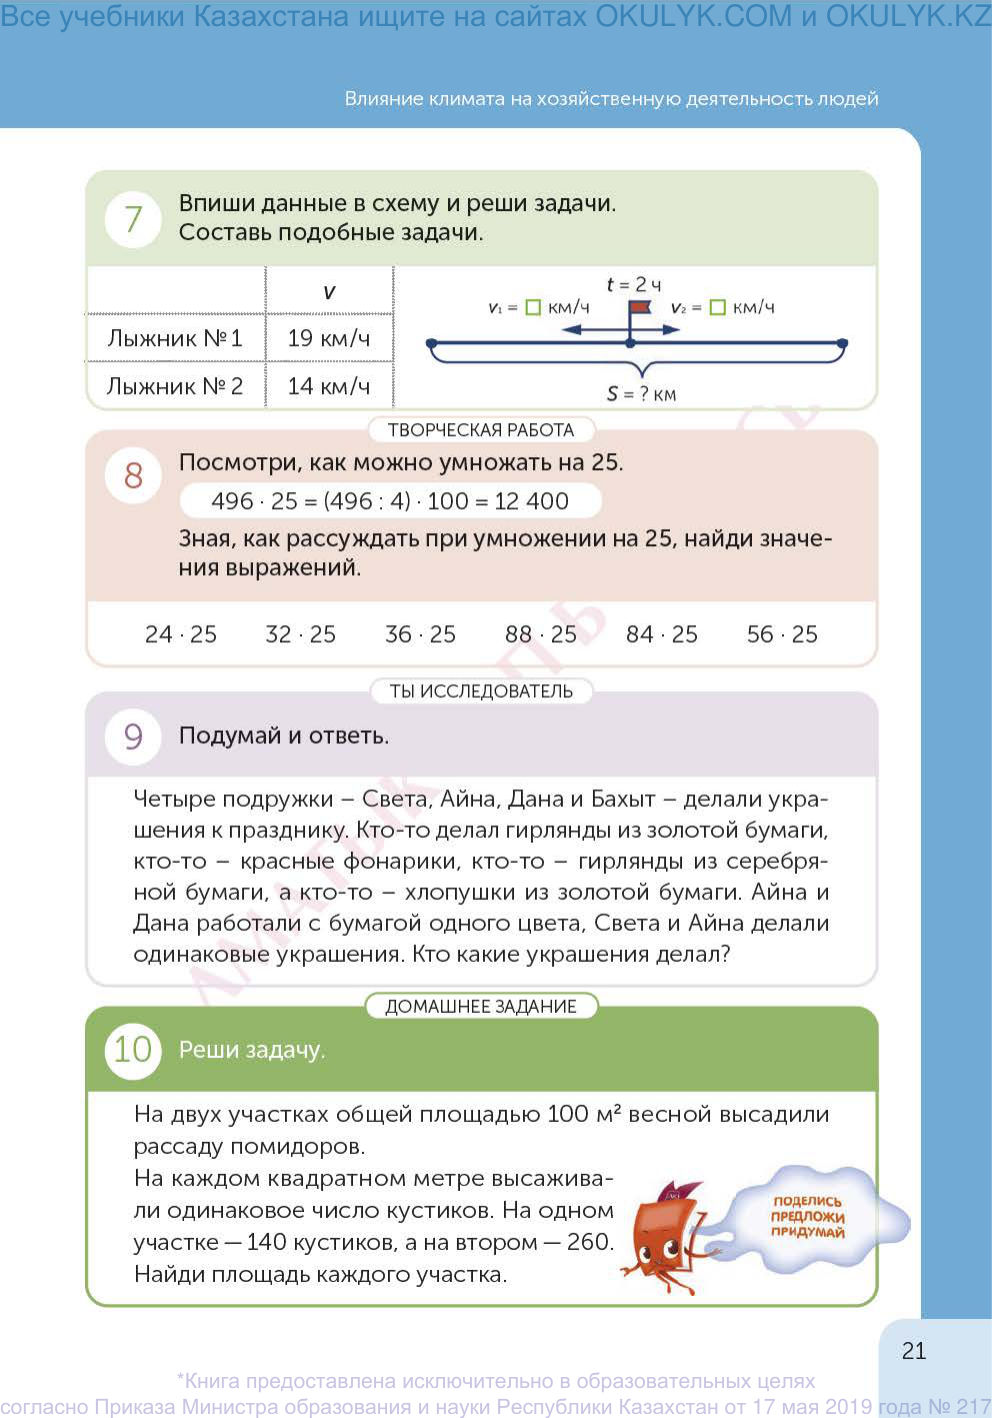 Все учебники Казахстана ищите на сайтах OKULYK.COM и OKULYK.KZ
Влияние климата на хозяйственную деятельность людей
7
Впиши данные в схему и реши задачи.
Составь подобные задачи.
v
Лыжник № 1 19 км/ч
Лыжник № 2 14 км/ч
t = 2 ч
v₁ = □ км/ч v₂ = □ км/ч
S = ? км
ТВОРЧЕСКАЯ РАБОТА
8
Посмотри, как можно умножать на 25.
496 · 25 = (496 : 4) · 100 = 12 400
Зная, как рассуждать при умножении на 25, найди значе-
ния выражений.
24 · 25 32 · 25 36 · 25 88 · 25 84 · 25 56 · 25
ТЫ ИССЛЕДОВАТЕЛЬ
9
Подумай и ответь.
Четыре подружки – Света, Айна, Дана и Бахыт – делали укра-
шения к празднику. Кто-то делал гирлянды из золотой бумаги,
кто-то – красные фонарики, кто-то – гирлянды из серебря-
ной бумаги, а кто-то – хлопушки из золотой бумаги. Айна и
Дана работали с бумагой одного цвета, Света и Айна делали
одинаковые украшения. Кто какие украшения делал?
ДОМАШНЕЕ ЗАДАНИЕ
10
Реши задачу.
На двух участках общей площадью 100 м² весной высадили
рассаду помидоров.
На каждом квадратном метре высажива-
ли одинаковое число кустиков. На одном
участке — 140 кустиков, а на втором — 260.
Найди площадь каждого участка.
ПОДЕЛИСЬ
ПРЕДЛОЖИ
ПРИДУМАЙ
21
*Книга предоставлена исключительно в образовательных целях
согласно Приказа Министра образования и науки Республики Казахстан от 17 мая 2019 года № 217